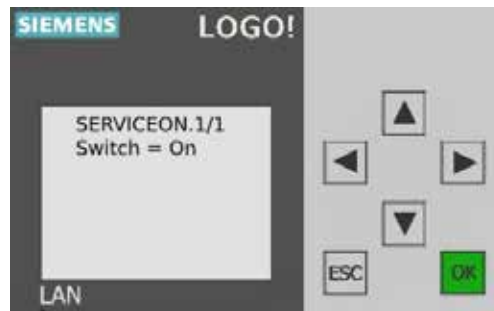 SIEMENS LOGO!
SERVICEON.1/1
Switch = On
LAN
ESC OK